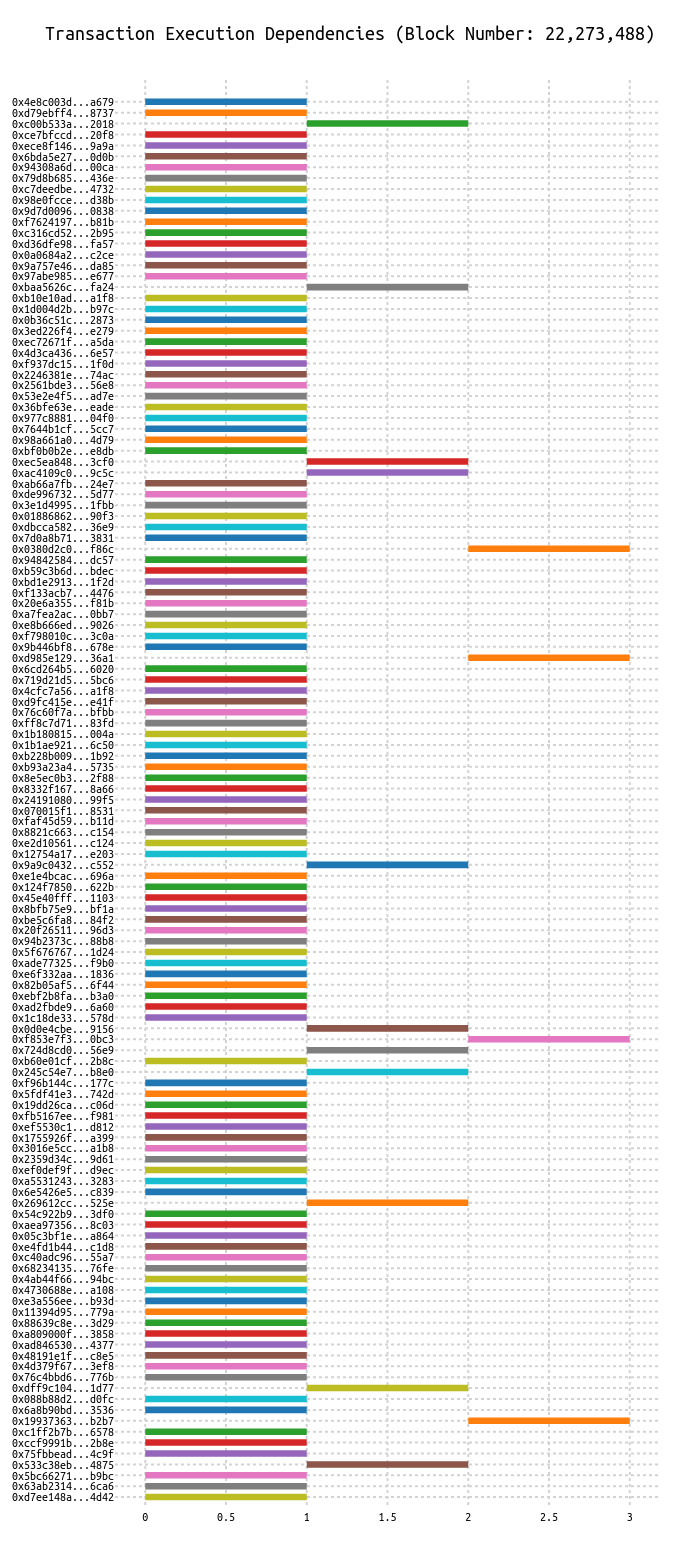 Transaction Execution Dependencies (Block Number: 22,273,488)
0x4e8c003d...a679
0xd79ebff4...8737
0xc00b533a...2018
0xce7bfccd...20f8
0xece8f146...9a9a
0x6bda5e27...0d0b
0x94308a6d...00ca
0x79d8b685...436e
0xc7deedbe...4732
0x98e0fcce...d38b
0x9d7d0096...0838
0xf7624197...b81b
0xc316cd52...2b95
0xd36dfe98...fa57
0x0a0684a2...c2ce
0x9a757e46...da85
0x97abe985...e677
0xbaa5626c...fa24
0xb10e10ad...a1f8
0x1d004d2b...b97c
0x0b36c51c...2873
0x3ed226f4...e279
0xec72671f...a5da
0x4d3ca436...6e57
0xf937dc15...1f0d
0x2246381e...74ac
0x2561bde3...56e8
0x53e2e4f5...ad7e
0x36bfe63e...eade
0x977c8881...04f0
0x7644b1cf...5cc7
0x98a661a0...4d79
0xbf0b0b2e...e8db
0xec5ea848...3cf0
0xac4109c0...9c5c
0xab66a7fb...24e7
0xde996732...5d77
0x3e1d4995...1fbb
0x01886862...90f3
0xdbcca582...36e9
0x7d0a8b71...3831
0x0380d2c0...f86c
0x94842584...dc57
0xb59c3b6d...bdec
0xbd1e2913...1f2d
0xf133acb7...4476
0x20e6a355...f81b
0xa7fea2ac...0bb7
0xe8b666ed...9026
0xf798010c...3c0a
0x9b446bf8...678e
0xd985e129...36a1
0x6cd264b5...6020
0x719d21d5...5bc6
0x4cfc7a56...a1f8
0xd9fc415e...e41f
0x76c60f7a...bfbb
0xff8c7d71...83fd
0x1b180815...004a
0x1b1ae921...6c50
0xb228b009...1b92
0xb93a23a4...5735
0x8e5ec0b3...2f88
0x8332f167...8a66
0x24191080...99f5
0x070015f1...8531
0xfaf45d59...b11d
0x8821c663...c154
0xe2d10561...c124
0x12754a17...e203
0x9a9c0432...c552
0xe1e4bcac...696a
0x124f7850...622b
0x45e40fff...1103
0x8bfb75e9...bf1a
0xbe5c6fa8...84f2
0x20f26511...96d3
0x94b2373c...88b8
0x5f676767...1d24
0xade77325...f9b0
0xe6f332aa...1836
0x82b05af5...6f44
0xebf2b8fa...b3a0
0xad2fbde9...6a60
0x1c18de33...578d
0x0d0e4cbe...9156
0xf853e7f3...0bc3
0x724d8cd0...56e9
0xb60e01cf...2b8c
0x245c54e7...b8e0
0xf96b144c...177c
0x5fdf41e3...742d
0x19dd26ca...c06d
0xfb5167ee...f981
0xef5530c1...d812
0x1755926f...a399
0x3016e5cc...a1b8
0x2359d34c...9d61
0xef0def9f...d9ec
0xa5531243...3283
0x6e5426e5...c839
0x269612cc...525e
0x54c922b9...3df0
0xaea97356...8c03
0x05c3bf1e...a864
0xe4fd1b44...c1d8
0xc40adc96...55a7
0x68234135...76fe
0x4ab44f66...94bc
0x4730688e...a108
0xe3a556ee...b93d
0x11394d95...779a
0x88639c8e...3d29
0xa809000f...3858
0xad846530...4377
0x48191e1f...c8e5
0x4d379f67...3ef8
0x76c4bbd6...776b
0xdff9c104...1d77
0x088b88d2...d0fc
0x6a8b90bd...3536
0x19937363...b2b7
0xc1ff2b7b...6578
0xccf9991b...2b8e
0x75fbbead...4c9f
0x533c38eb...4875
0x5bc66271...b9bc
0x63ab2314...6ca6
0xd7ee148a...4d42
0 0.5 1 1.5 2 2.5 3